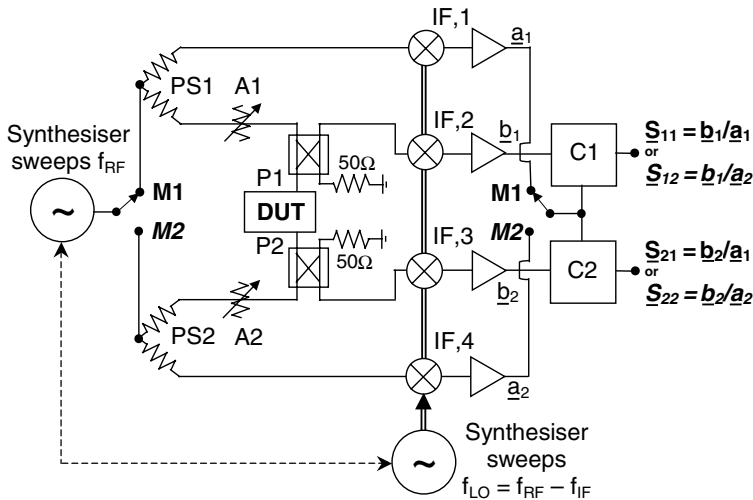 IF,1
a1
PS1
A1
Synthesiser
sweeps fRF
~
M1
M2
50Ω
P1
DUT
P2
50Ω
IF,2
b1
M1
M2
C1
S11 = b1/a1
or
S12 = b1/a2
IF,3
b2
C2
S21 = b2/a1
or
S22 = b2/a2
PS2
A2
IF,4
a2
~
Synthesiser
sweeps
fLO = fRF – fIF